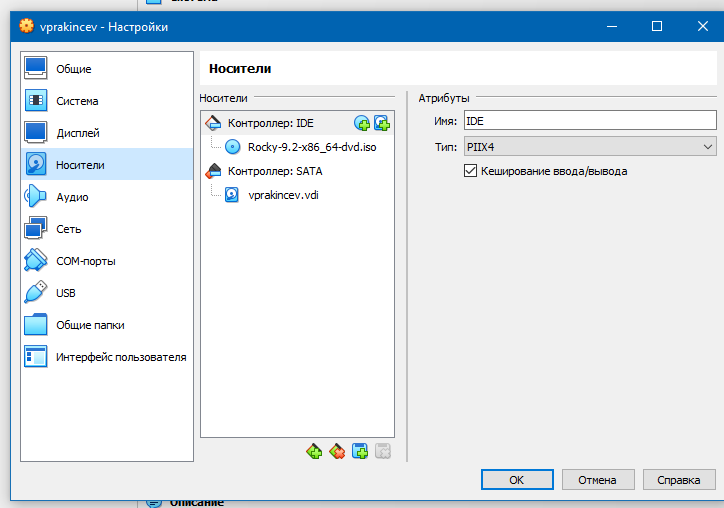 vprakincev - Настройки
Общие
Система
Дисплей
Носители
Аудио
Сеть
COM-порты
USB
Общие папки
Интерфейс пользователя
Носители
Носители
Контроллер: IDE
Rocky-9.2-x86_64-dvd.iso
Контроллер: SATA
vprakincev.vdi
Атрибуты
Имя: IDE
Тип: PIIX4
Кеширование ввода/вывода
OK
Отмена
Справка
Описание